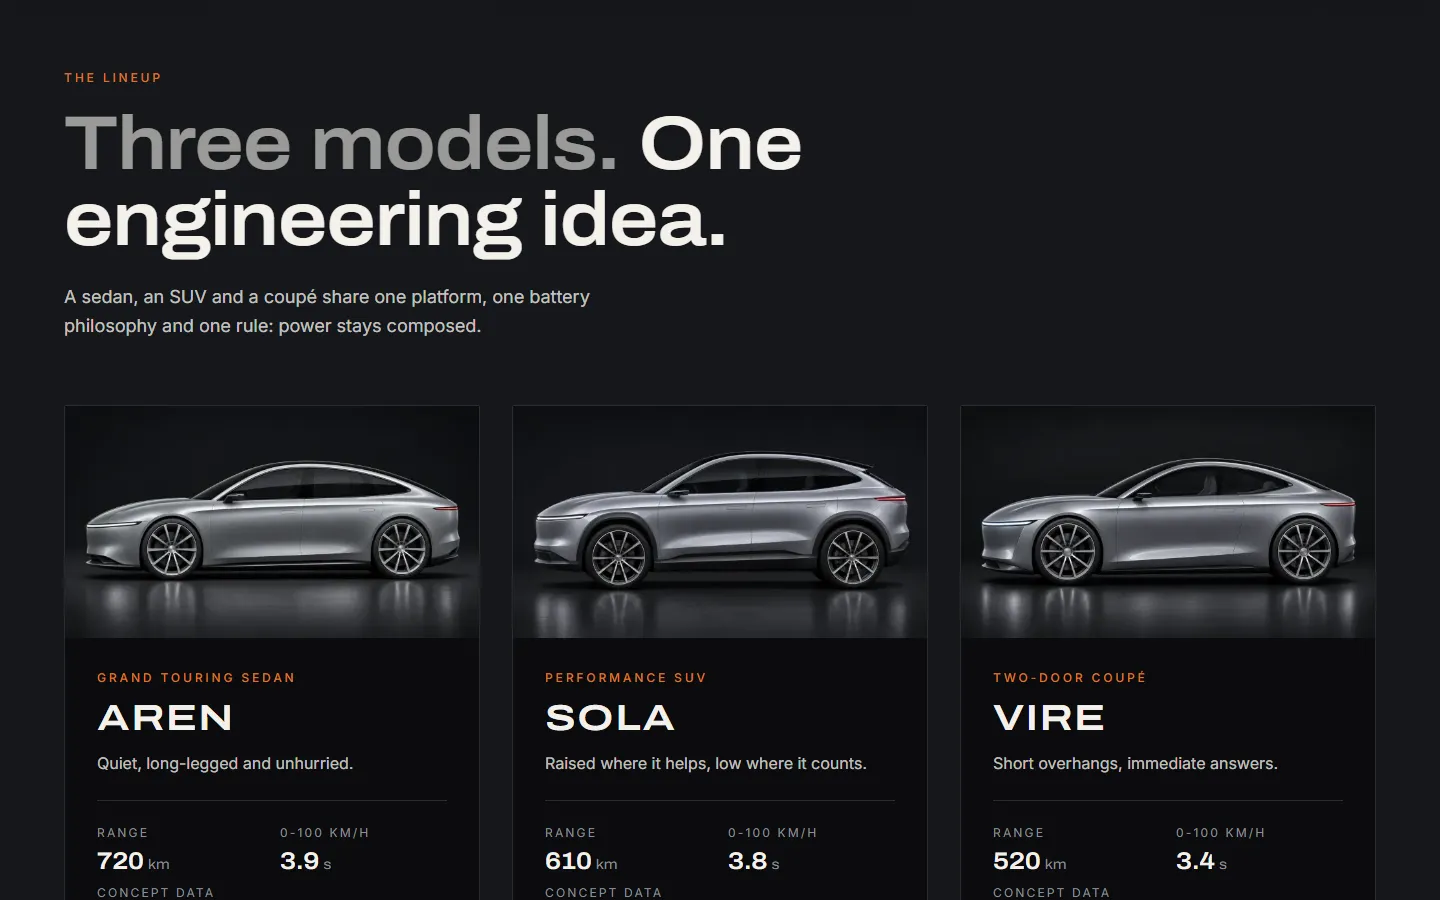 THE LINEUP
Three models. One
engineering idea.
A sedan, an SUV and a coupé share one platform, one battery
philosophy and one rule: power stays composed.
GRAND TOURING SEDAN
AREN
Quiet, long-legged and unhurried.
RANGE
0-100 KM/H
720 km
3.9 s
CONCEPT DATA
PERFORMANCE SUV
SOLA
Raised where it helps, low where it counts.
RANGE
0-100 KM/H
610 km
3.8 s
CONCEPT DATA
TWO-DOOR COUPÉ
VIRE
Short overhangs, immediate answers.
RANGE
0-100 KM/H
520 km
3.4 s
CONCEPT DATA